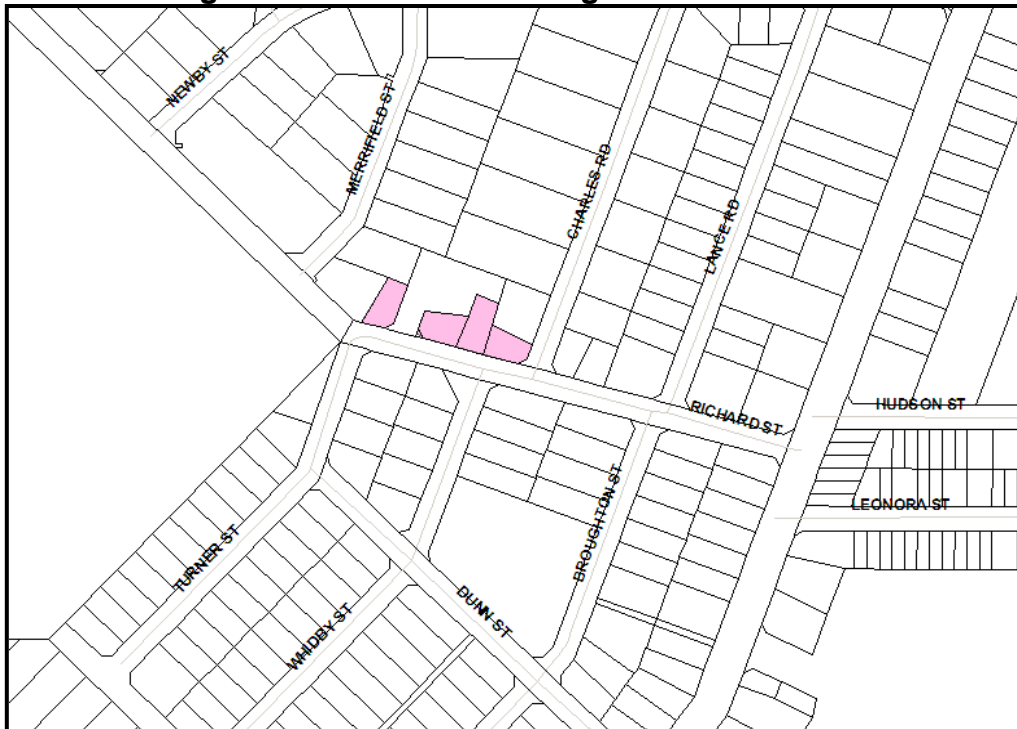 NEWBY ST
MERRIFIELD ST
CHARLES RD
LANCE RD
RICHARD ST
HUDSON ST
LEONORA ST
BROUGHTON ST
TURNER ST
DUNN ST
WHIDBY ST